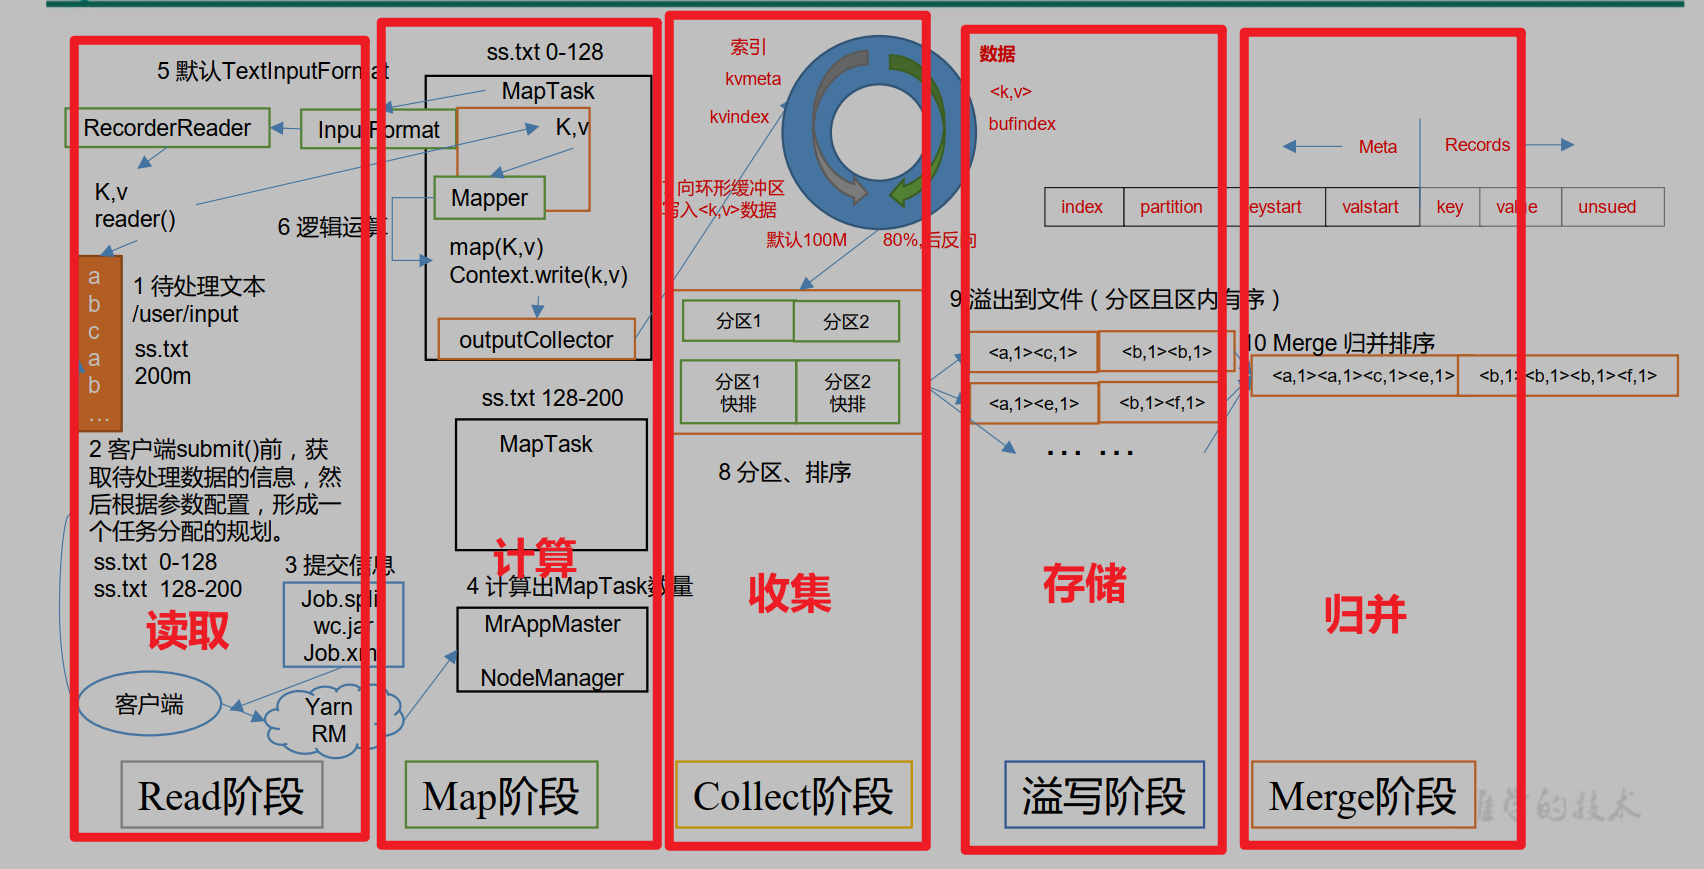 5 默认TextInputFormat
RecorderReader
InputFormat
K,v
reader()
a
b
c
a
b
...
1 待处理文本
/user/input
ss.txt
200m
2 客户端submit()前，获
取待处理数据的信息，然
后根据参数配置，形成一
个任务分配的规划。
ss.txt 0-128
ss.txt 128-200
读取
3 提交信息
Job.split
wc.jar
客户端
Yarn
RM
Read阶段
ss.txt 0-128
MapTask
K,v
Mapper
6 逻辑运算
map(K,v)
Context.write(k,v)
outputCollector
ss.txt 128-200
MapTask
计算
4 计算出MapTask数量
MrAppMaster
NodeManager
Map阶段
索引
kvmeta
kvindex
向环形缓冲区
写入<k,v>数据
默认100M
80%,后反向
分区1
分区2
分区1
快排
分区2
快排
8 分区、排序
收集
Collect阶段
数据
<k,v>
bufindex
Meta
Records
index
partition
keystart
valstart
key
value
unsued
9 溢出到文件（分区且区内有序）
<a,1><c,1>
<b,1><b,1>
<a,1><e,1>
<b,1><f,1>
... ...
存储
溢写阶段
10 Merge 归并排序
<a,1><a,1><c,1><e,1>
<b,1><b,1><b,1><f,1>
归并
Merge阶段
学的技术